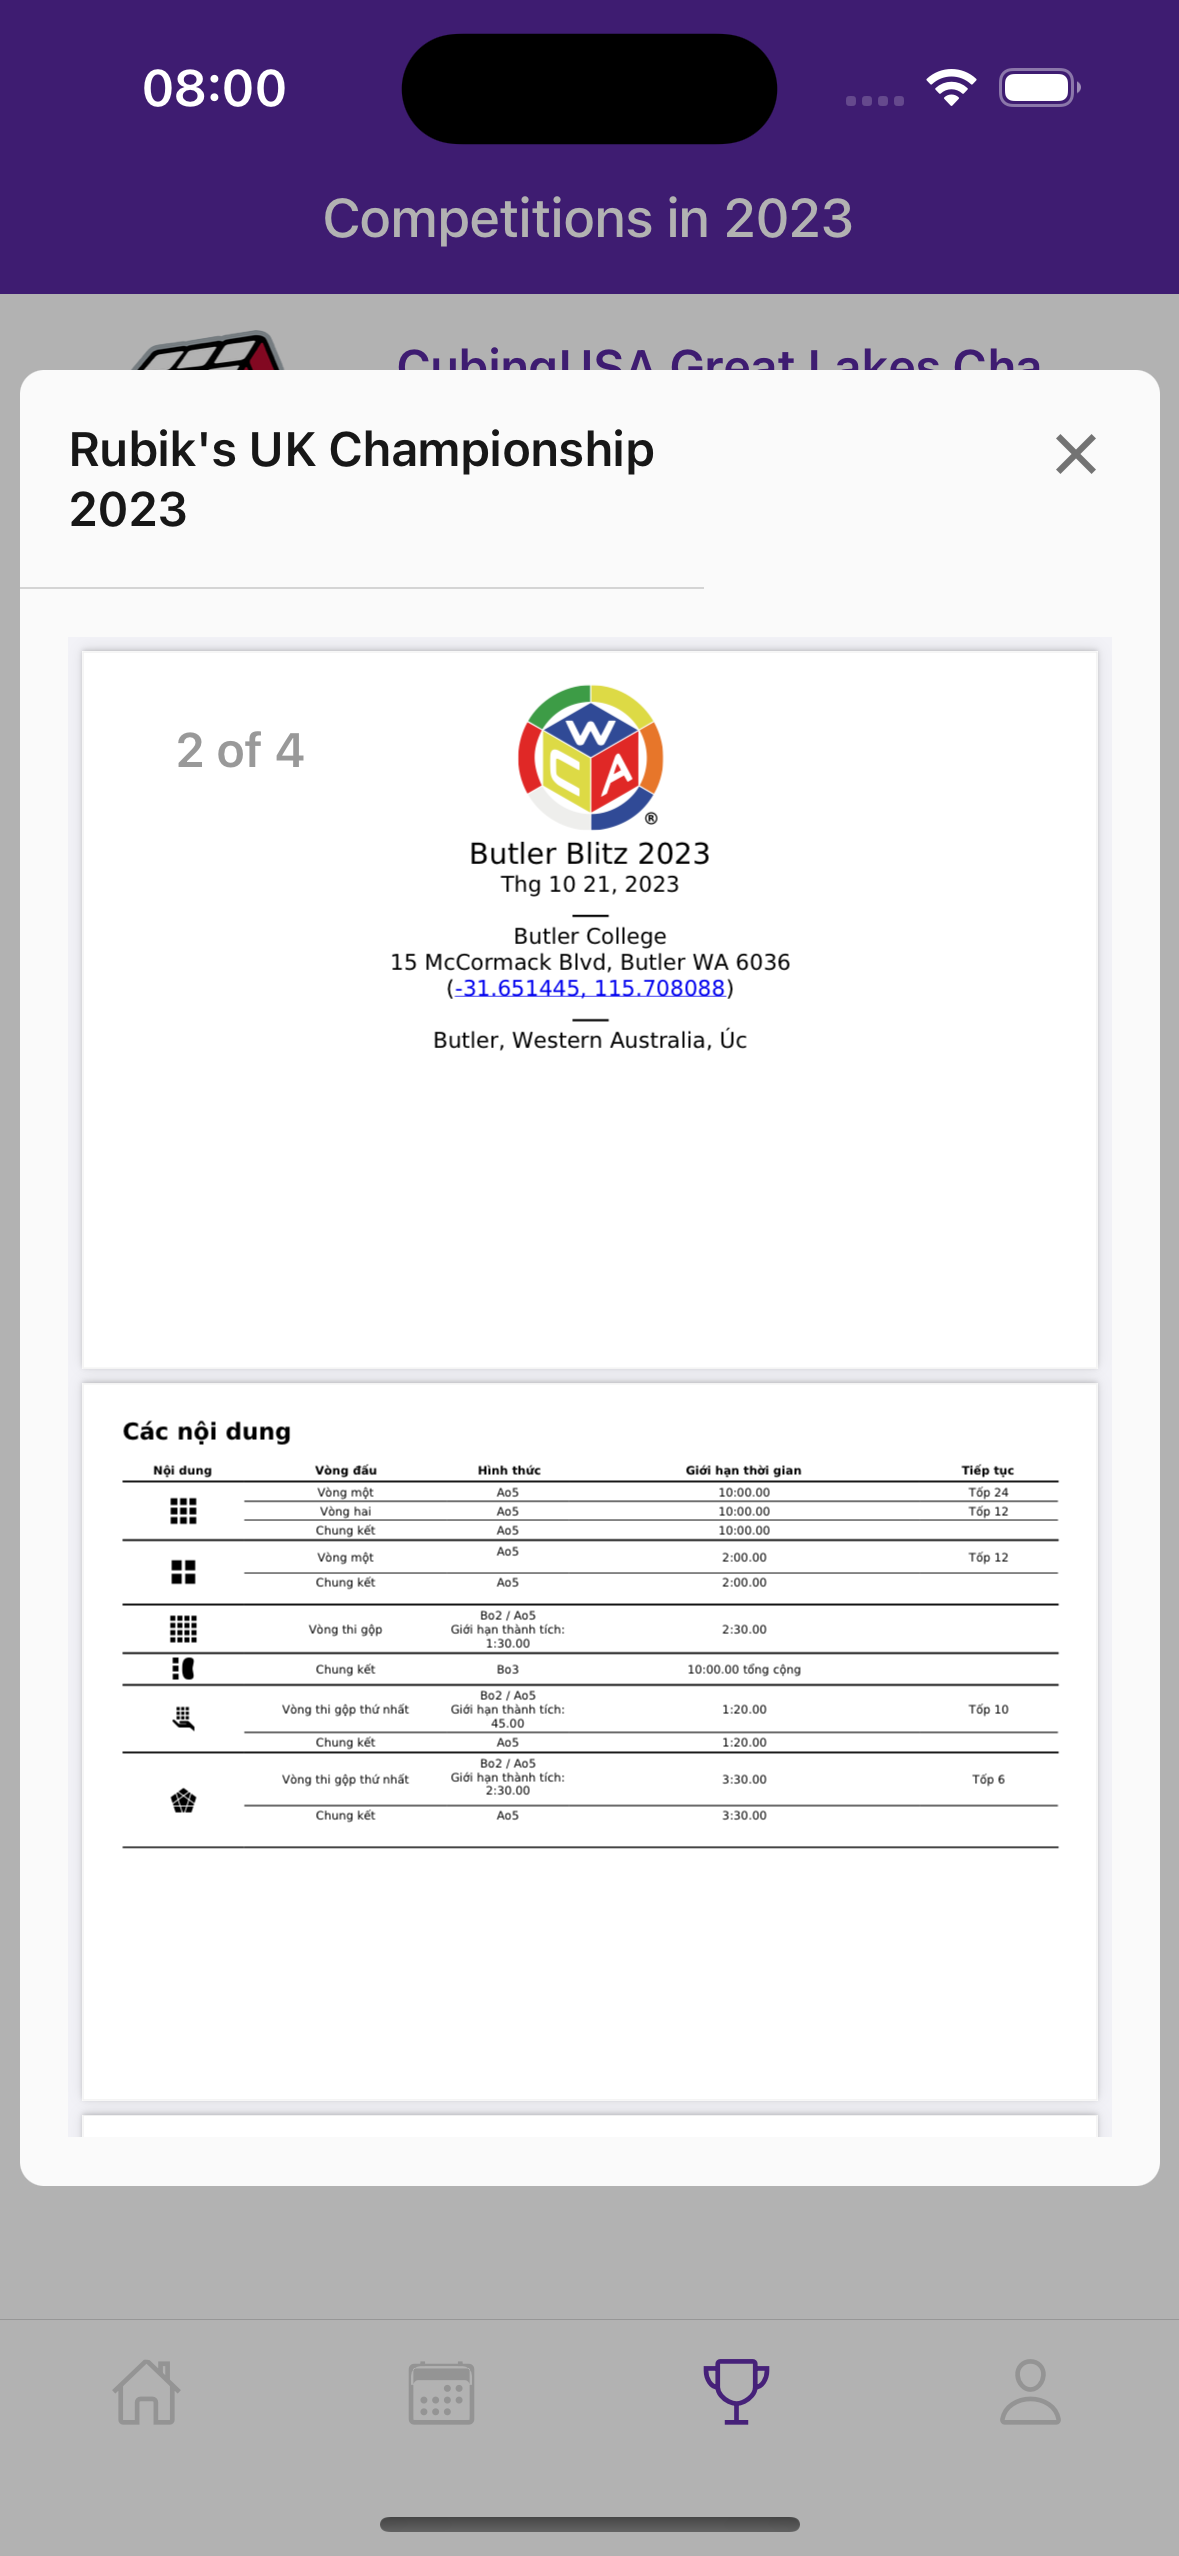 08:00
Competitions in 2023
CubingUSA Great Lakes Cha
Rubik's UK Championship
2023
2 of 4
WCA
®
Butler Blitz 2023
Thg 10 21, 2023
Butler College
15 McCormack Blvd, Butler WA 6036
(-31.651445, 115.708088)
Butler, Western Australia, Úc
Các nội dung
Nội dung Vòng đấu Hình thức Giới hạn thời gian Tiếp tục
Vòng một Ao5 10:00.00 Tốp 24
Vòng hai Ao5 10:00.00 Tốp 12
Chung kết Ao5 10:00.00
Vòng một Ao5 2:00.00 Tốp 12
Chung kết Ao5 2:00.00
Bo2 / Ao5
Vòng thi gộp Giới hạn thành tích: 2:30.00
1:30.00
Chung kết Bo3 10:00.00 tổng cộng
Bo2 / Ao5
Vòng thi gộp thứ nhất Giới hạn thành tích: 1:20.00 Tốp 10
45.00
Chung kết Ao5 1:20.00
Bo2 / Ao5
Vòng thi gộp thứ nhất Giới hạn thành tích: 3:30.00 Tốp 6
2:30.00
Chung kết Ao5 3:30.00